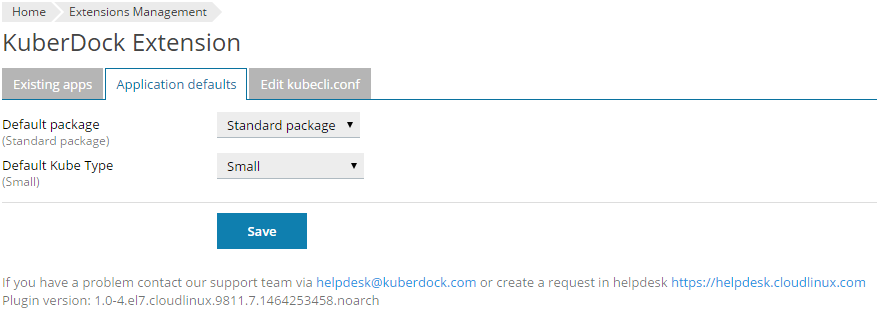 Home Extensions Management
KuberDock Extension
Existing apps Application defaults Edit kubecli.conf
Default package Standard package
(Standard package)
Default Kube Type Small
(Small)
Save
If you have a problem contact our support team via helpdesk@kuberdock.com or create a request in helpdesk https://helpdesk.cloudlinux.com
Plugin version: 1.0-4.el7.cloudlinux.9811.7.1464253458.noarch